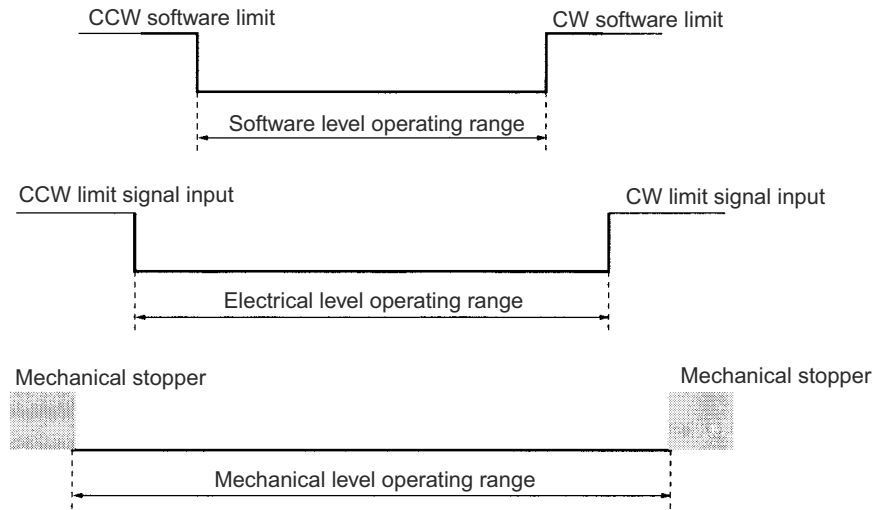 CCW software limit
CW software limit
Software level operating range
CCW limit signal input
CW limit signal input
Electrical level operating range
Mechanical stopper
Mechanical stopper
Mechanical level operating range